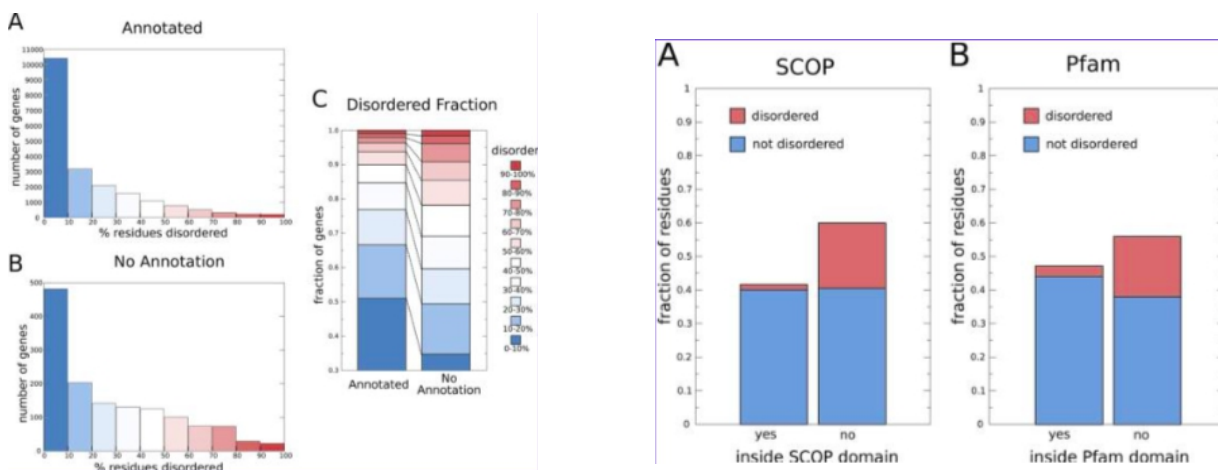 A
Annotated
number of genes
11000
10000
9000
8000
7000
6000
5000
4000
3000
2000
1000
0
0 10 20 30 40 50 60 70 80 90 100
% residues disordered
B
No Annotation
number of genes
500
400
300
200
100
0
0 10 20 30 40 50 60 70 80 90 100
% residues disordered
C
Disordered Fraction
fraction of genes
1.0
0.9
0.8
0.7
0.6
0.5
0.4
0.3
Annotated
No
Annotation
disorder
90-100%
80-90%
70-80%
60-70%
50-60%
40-50%
30-40%
20-30%
10-20%
0-10%
A
SCOP
fraction of residues
1
0.9
0.8
0.7
0.6
0.5
0.4
0.3
0.2
0.1
0
disordered
not disordered
yes no
inside SCOP domain
B
Pfam
fraction of residues
1
0.9
0.8
0.7
0.6
0.5
0.4
0.3
0.2
0.1
0
disordered
not disordered
yes no
inside Pfam domain